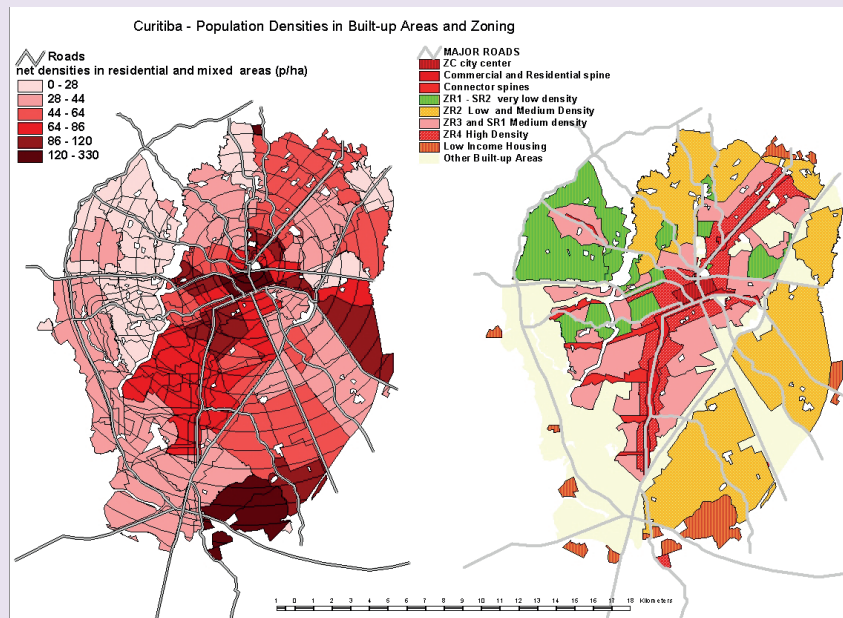 Curitiba - Population Densities in Built-up Areas and Zoning
Roads
net densities in residential and mixed areas (p/ha)
0 - 28
28 - 44
44 - 64
64 - 86
86 - 120
120 - 330
MAJOR ROADS
ZC city center
Commercial and Residential spine
Connector spines
ZR1 - SR2 very low density
ZR2 Low and Medium Density
ZR3 and SR1 Medium density
ZR4 High Density
Low Income Housing
Other Built-up Areas
1 0 1 2 3 4 5 6 7 8 9 10 11 12 13 14 15 16 17 18 Kilometers